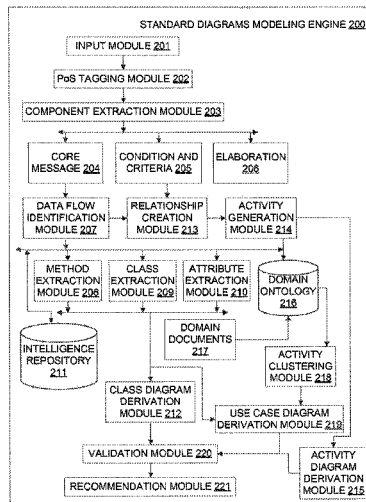 STANDARD DIAGRAMS MODELING ENGINE 200
INPUT MODULE 201
PoS TAGGING MODULE 202
COMPONENT EXTRACTION MODULE 203
CORE
MESSAGE 204
CONDITION AND
CRITERIA 205
ELABORATION
206
DATA FLOW
IDENTIFICATION
MODULE 207
RELATIONSHIP
CREATION
MODULE 213
ACTIVITY
GENERATION
MODULE 214
METHOD
EXTRACTION
MODULE 208
CLASS
EXTRACTION
MODULE 209
ATTRIBUTE
EXTRACTION
MODULE 210
DOMAIN
ONTOLOGY
216
INTELLIGENCE
REPOSITORY
211
DOMAIN
DOCUMENTS
217
ACTIVITY
CLUSTERING
MODULE 218
CLASS DIAGRAM
DERIVATION
MODULE 212
USE CASE DIAGRAM
DERIVATION MODULE 219
VALIDATION MODULE 220
ACTIVITY
DIAGRAM
DERIVATION
MODULE 215
RECOMMENDATION MODULE 221